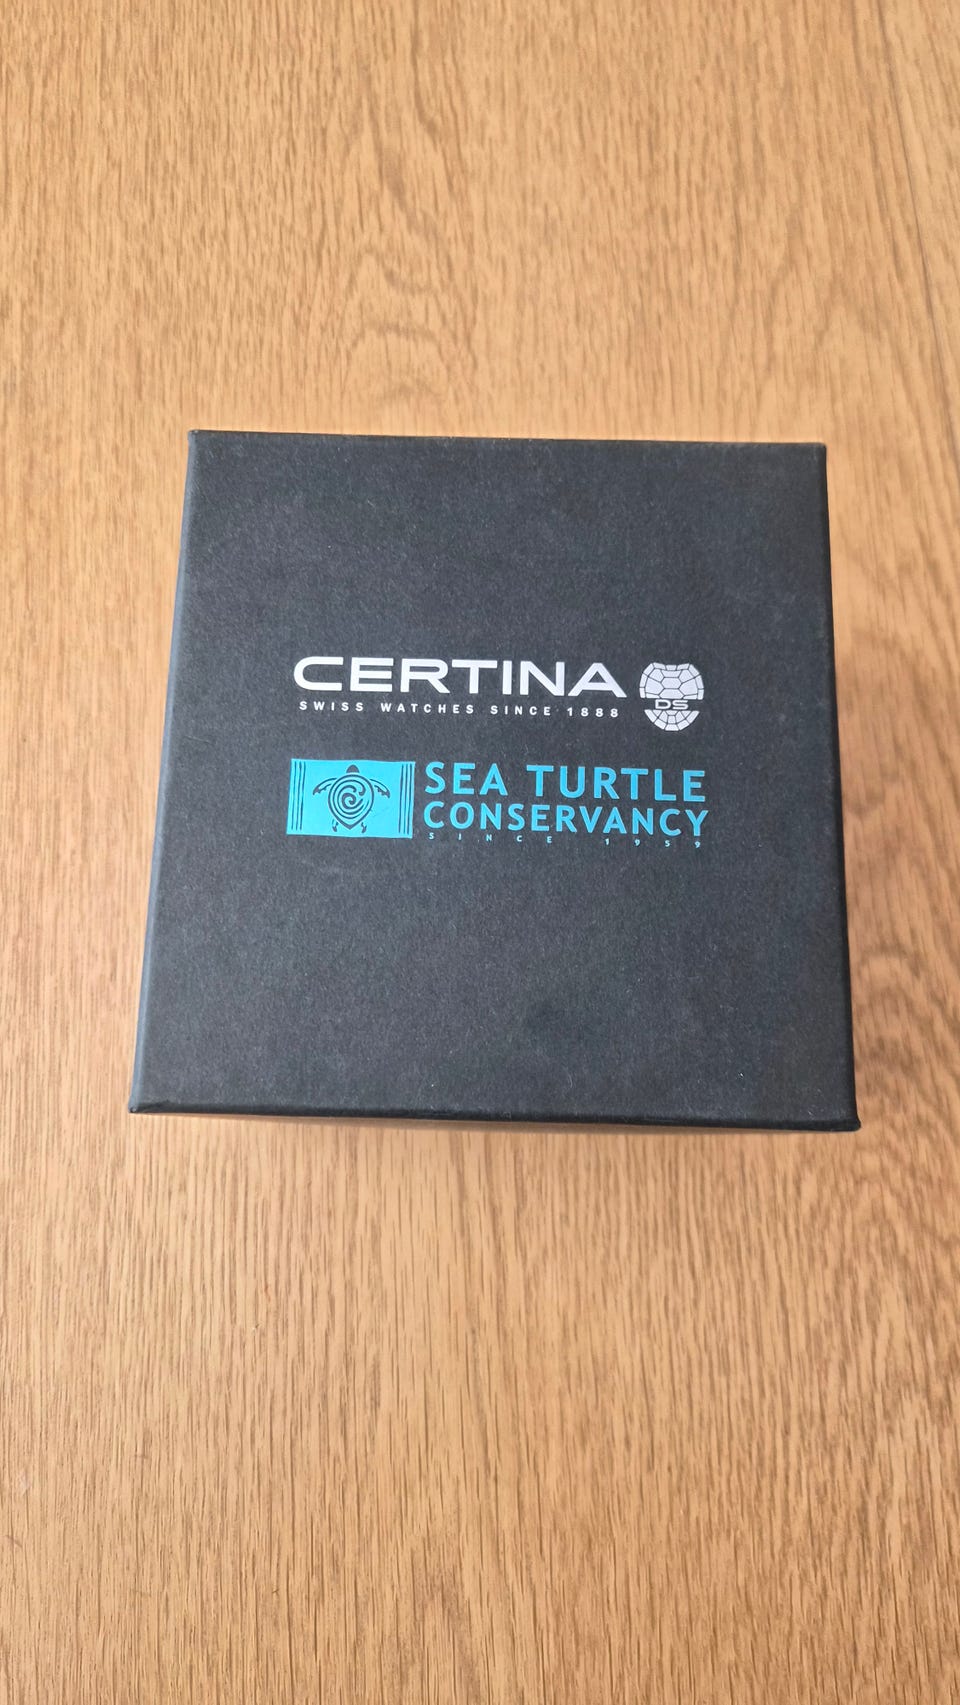 CERTINA
SWISS WATCHES SINCE 1888
DS
SEA TURTLE
CONSERVANCY
SINCE 1959